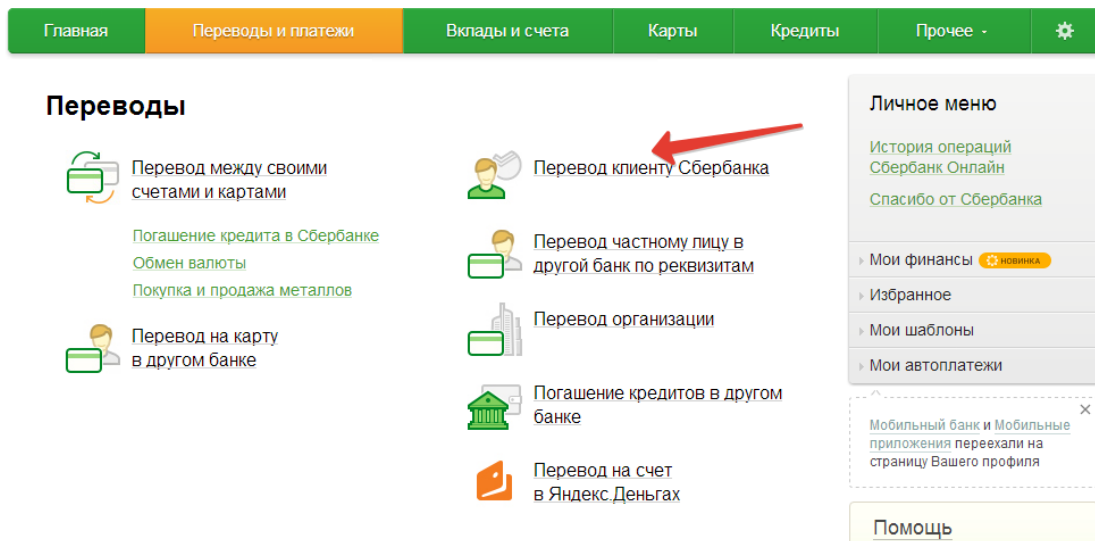 Главная
Переводы и платежи
Вклады и счета
Карты
Кредиты
Прочее
Переводы
Перевод между своими
счетами и картами
Погашение кредита в Сбербанке
Обмен валюты
Покупка и продажа металлов
Перевод на карту
в другом банке
Перевод клиенту Сбербанка
Перевод частному лицу в
другой банк по реквизитам
Перевод организации
Погашение кредитов в другом
банке
Перевод на счет
в Яндекс.Деньгах
Личное меню
История операций
Сбербанк Онлайн
Спасибо от Сбербанка
Мои финансы НОВИНКА
Избранное
Мои шаблоны
Мои автоплатежи
Мобильный банк и Мобильные
приложения переехали на
страницу Вашего профиля
Помощь